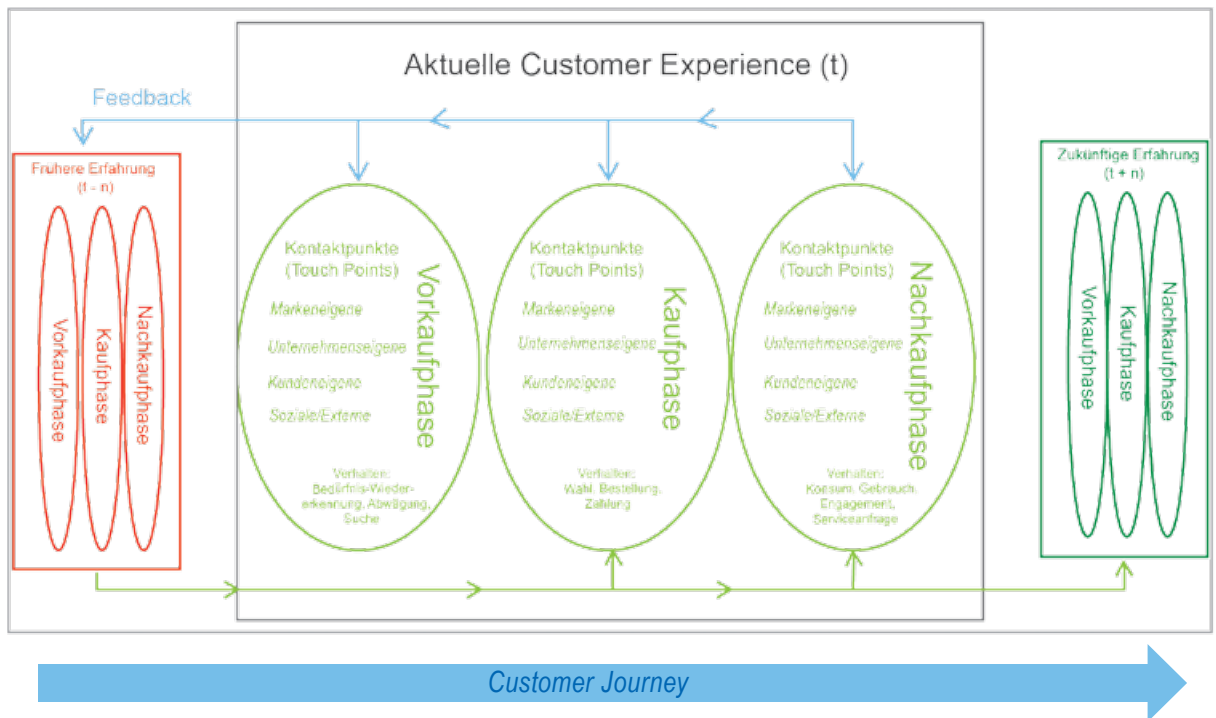 Aktuelle Customer Experience (t)
Feedback
Frühere Erfahrung
(t - n)
Vorkaufphase
Kaufphase
Nachkaufphase
Kontaktpunkte
(Touch Points)
Markeneigene
Unternehmenseigene
Kundeneigene
Soziale/Externe
Verhalten:
Bedürfnis-Wieder-
erkennung, Abwägung,
Suche
Vorkaufphase
Kontaktpunkte
(Touch Points)
Markeneigene
Unternehmenseigene
Kundeneigene
Soziale/Externe
Verhalten:
Wahl, Bestellung,
Zahlung
Kaufphase
Kontaktpunkte
(Touch Points)
Markeneigene
Unternehmenseigene
Kundeneigene
Soziale/Externe
Verhalten:
Konsum, Gebrauch,
Engagement,
Serviceanfrage
Nachkaufphase
Zukünftige Erfahrung
(t + n)
Vorkaufphase
Kaufphase
Nachkaufphase
Customer Journey